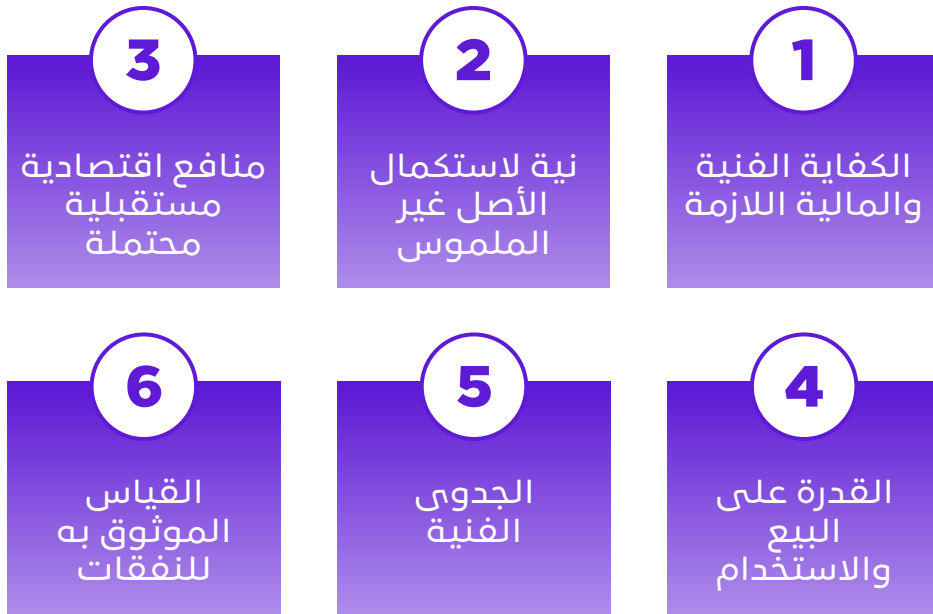 1
الكفاية الفنية
والمالية اللازمة
2
نية لاستكمال
الأصل غير
الملموس
3
منافع اقتصادية
مستقبلية
محتملة
4
القدرة على
البيع
والاستخدام
5
الجدوى
الفنية
6
القياس
الموثوق به
للنفقات